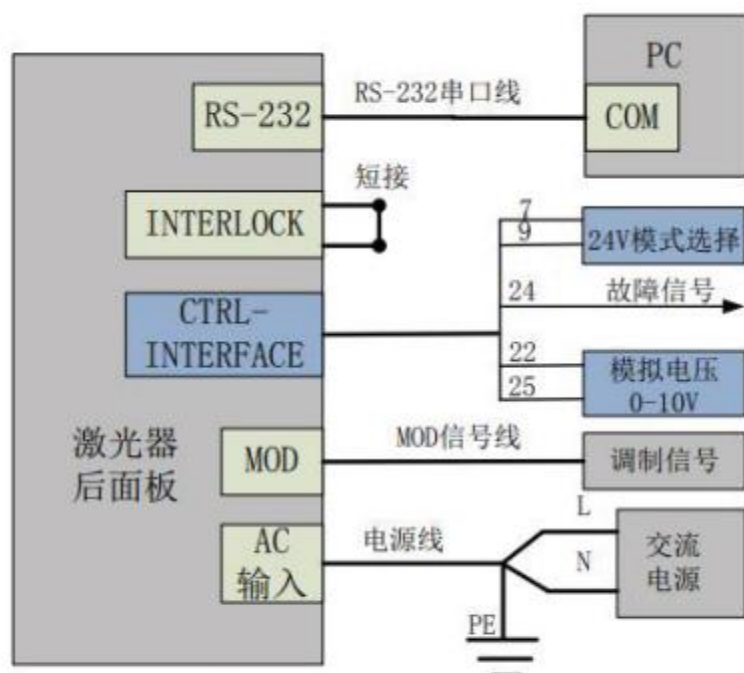 PC
RS-232
RS-232串口线
COM
短接
INTERLOCK
7
9
24V模式选择
CTRL-
INTERFACE
24
故障信号
22
25
模拟电压
0-10V
激光器
后面板
MOD
MOD信号线
调制信号
AC
输入
电源线
L
N
交流
电源
PE